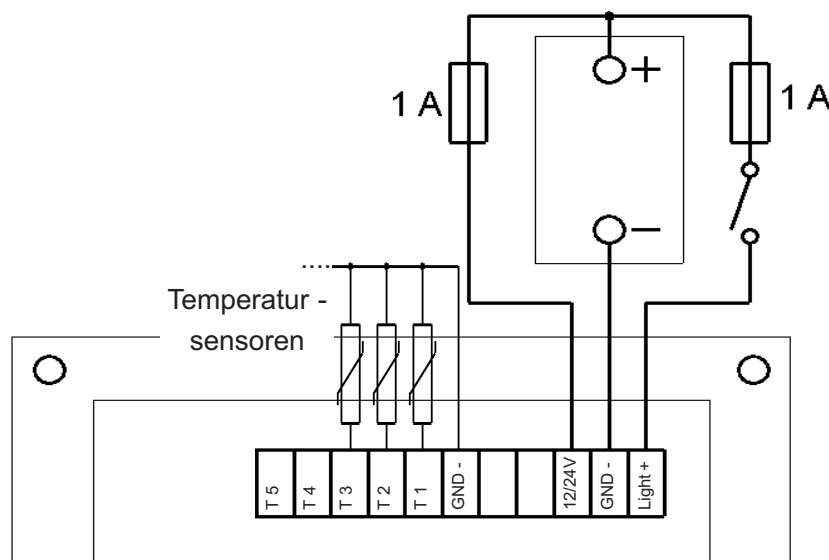 +
1 A
1 A
−
Temperatur -
sensoren
T 5
T 4
T 3
T 2
T 1
GND -
12/24V
GND -
Light +